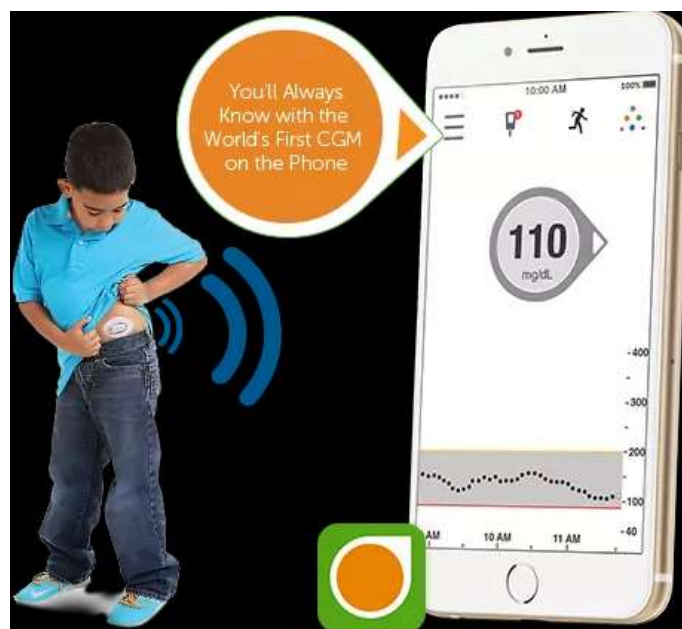 You'll Always
Know with the
World's First CGM
on the Phone
10:00 AM
100%
110
mg/dL
400
300
200
100
40
AM
10 AM
11 AM